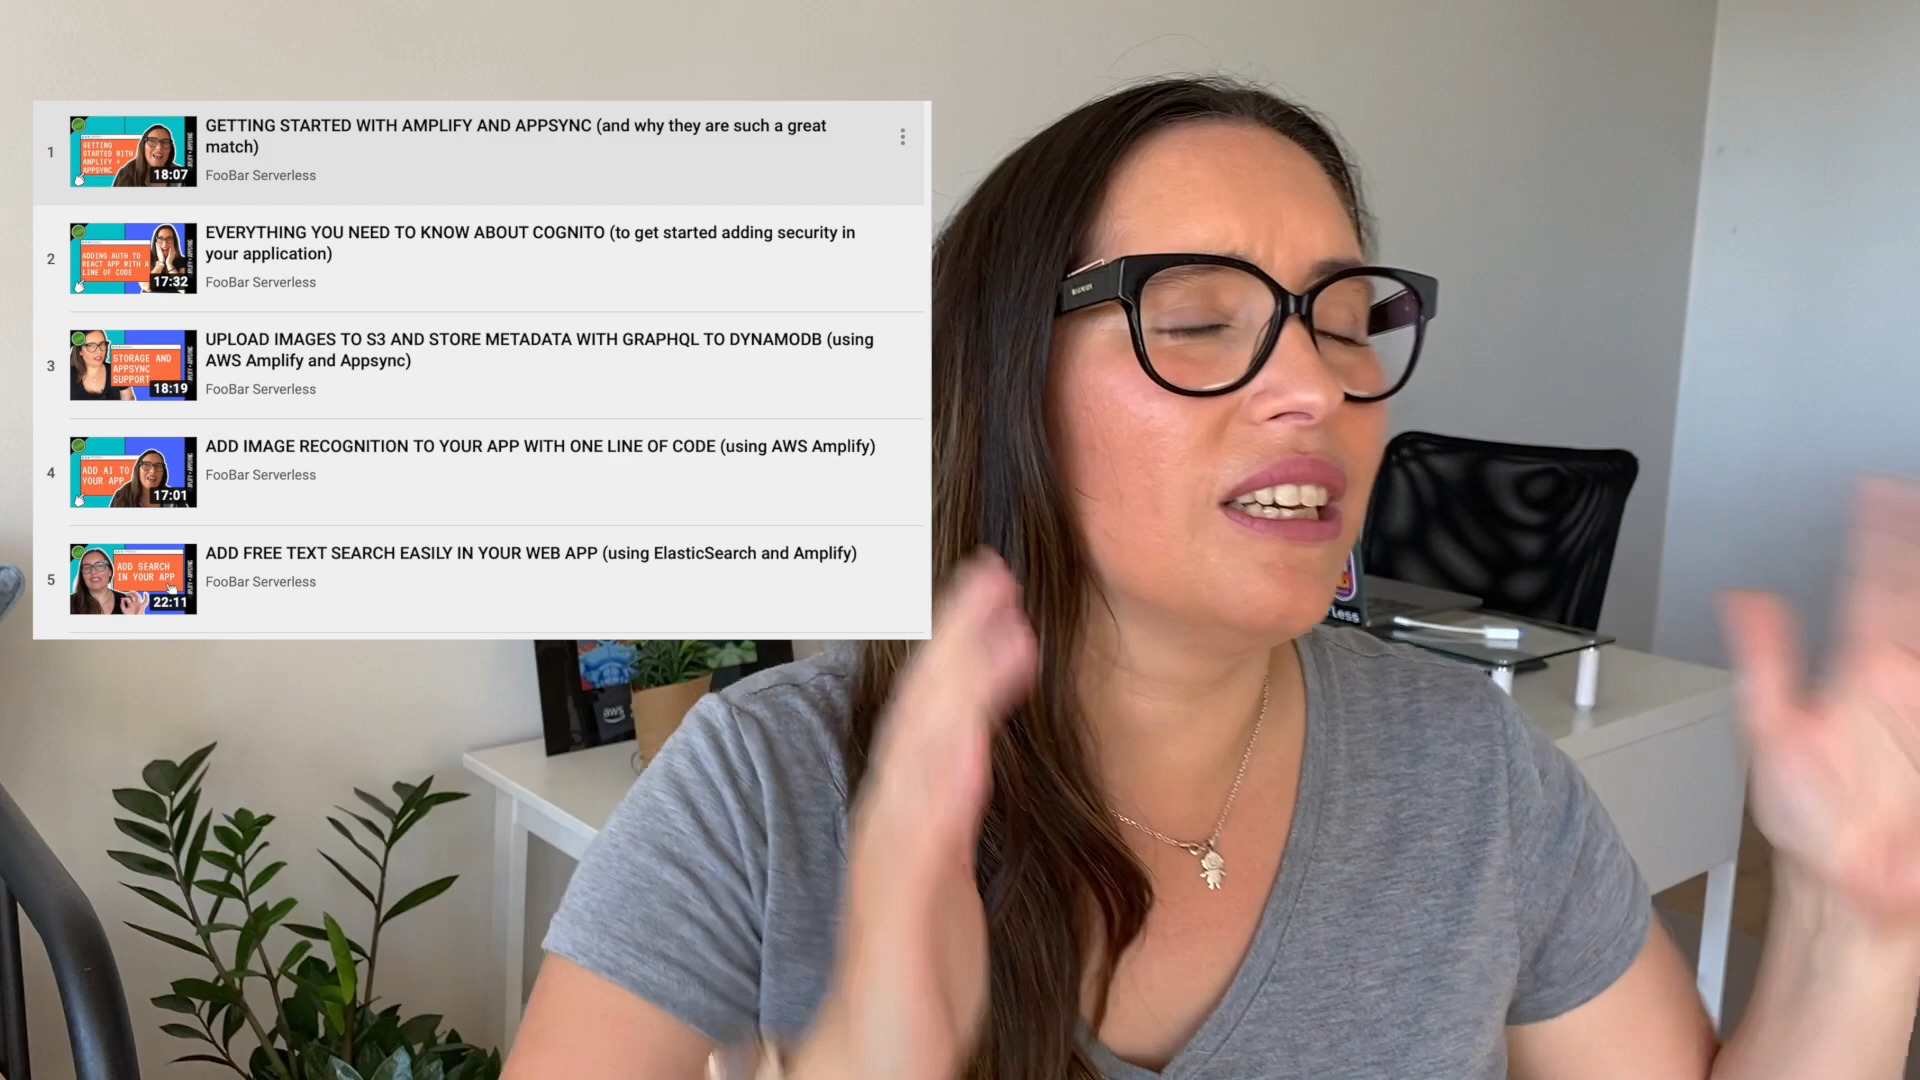 1
GETTING STARTED WITH AMPLIFY AND APPSYNC (and why they are such a great
match)
FooBar Serverless
GETTING
STARTED WITH
AMPLIFY +
APPSYNC
18:07
2
EVERYTHING YOU NEED TO KNOW ABOUT COGNITO (to get started adding security in
your application)
FooBar Serverless
ADDING AUTH TO
REACT APP WITH A
LINE OF CODE
17:32
3
UPLOAD IMAGES TO S3 AND STORE METADATA WITH GRAPHQL TO DYNAMODB (using
AWS Amplify and Appsync)
FooBar Serverless
STORAGE AND
APPSYNC
SUPPORT
18:19
4
ADD IMAGE RECOGNITION TO YOUR APP WITH ONE LINE OF CODE (using AWS Amplify)
FooBar Serverless
ADD AI TO
YOUR APP
17:01
5
ADD FREE TEXT SEARCH EASILY IN YOUR WEB APP (using ElasticSearch and Amplify)
FooBar Serverless
ADD SEARCH
IN YOUR APP
22:11
aws
less